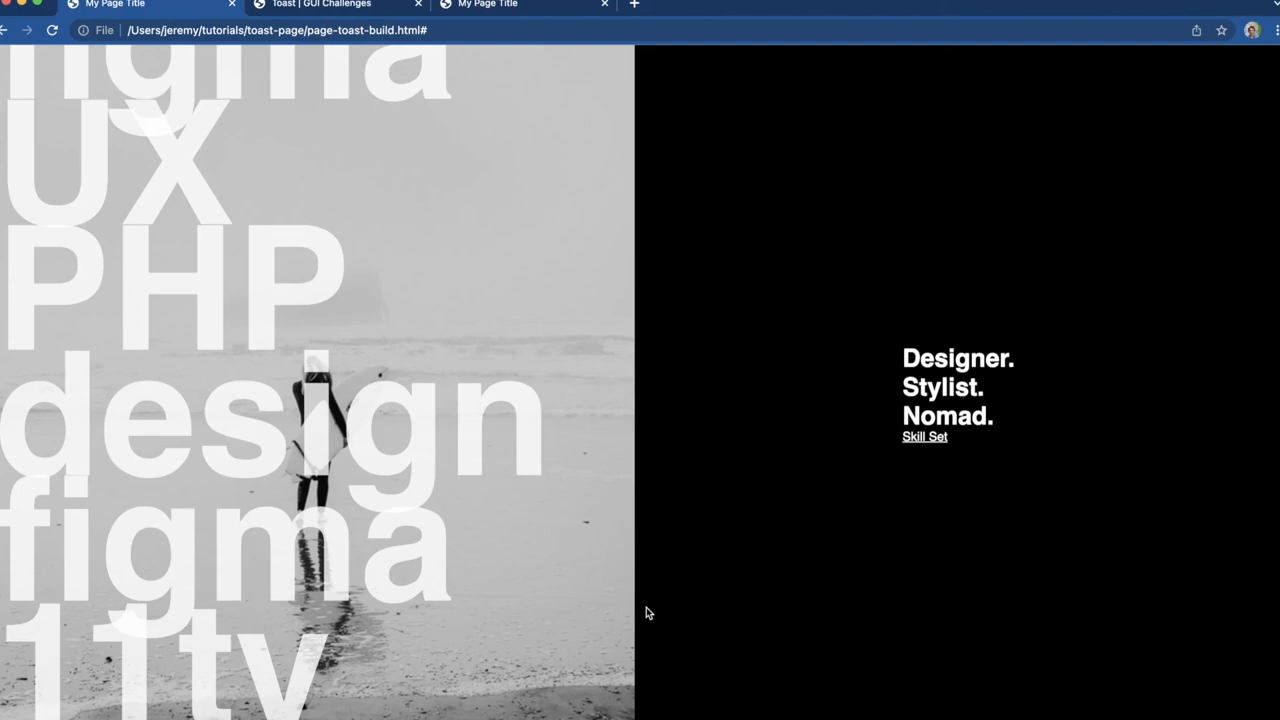 My Page Title
Toast | GUI Challenges
My Page Title
File
/Users/jeremy/tutorials/toast-page/page-toast-build.html#
figma
UX
PHP
design
figma
11ty
Designer.
Stylist.
Nomad.
Skill Set